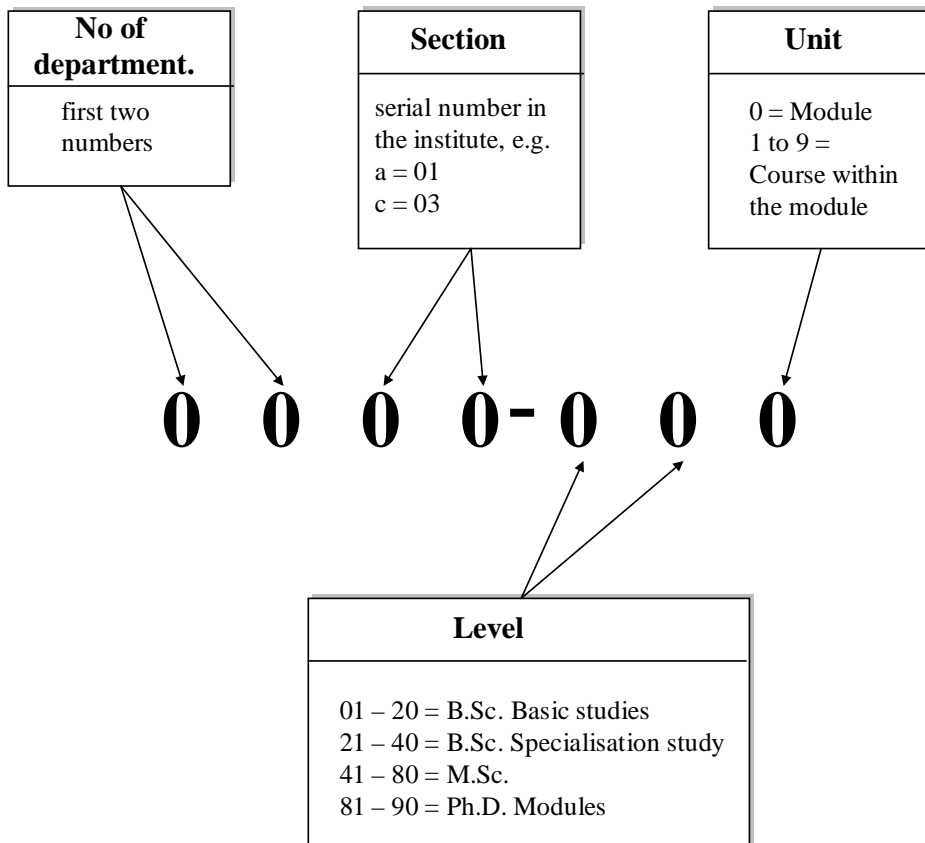 No of
department.
first two
numbers
Section
serial number in
the institute, e.g.
a = 01
c = 03
Unit
0 = Module
1 to 9 =
Course within
the module
0 0 0 0 - 0 0 0
Level
01 – 20 = B.Sc. Basic studies
21 – 40 = B.Sc. Specialisation study
41 – 80 = M.Sc.
81 – 90 = Ph.D. Modules